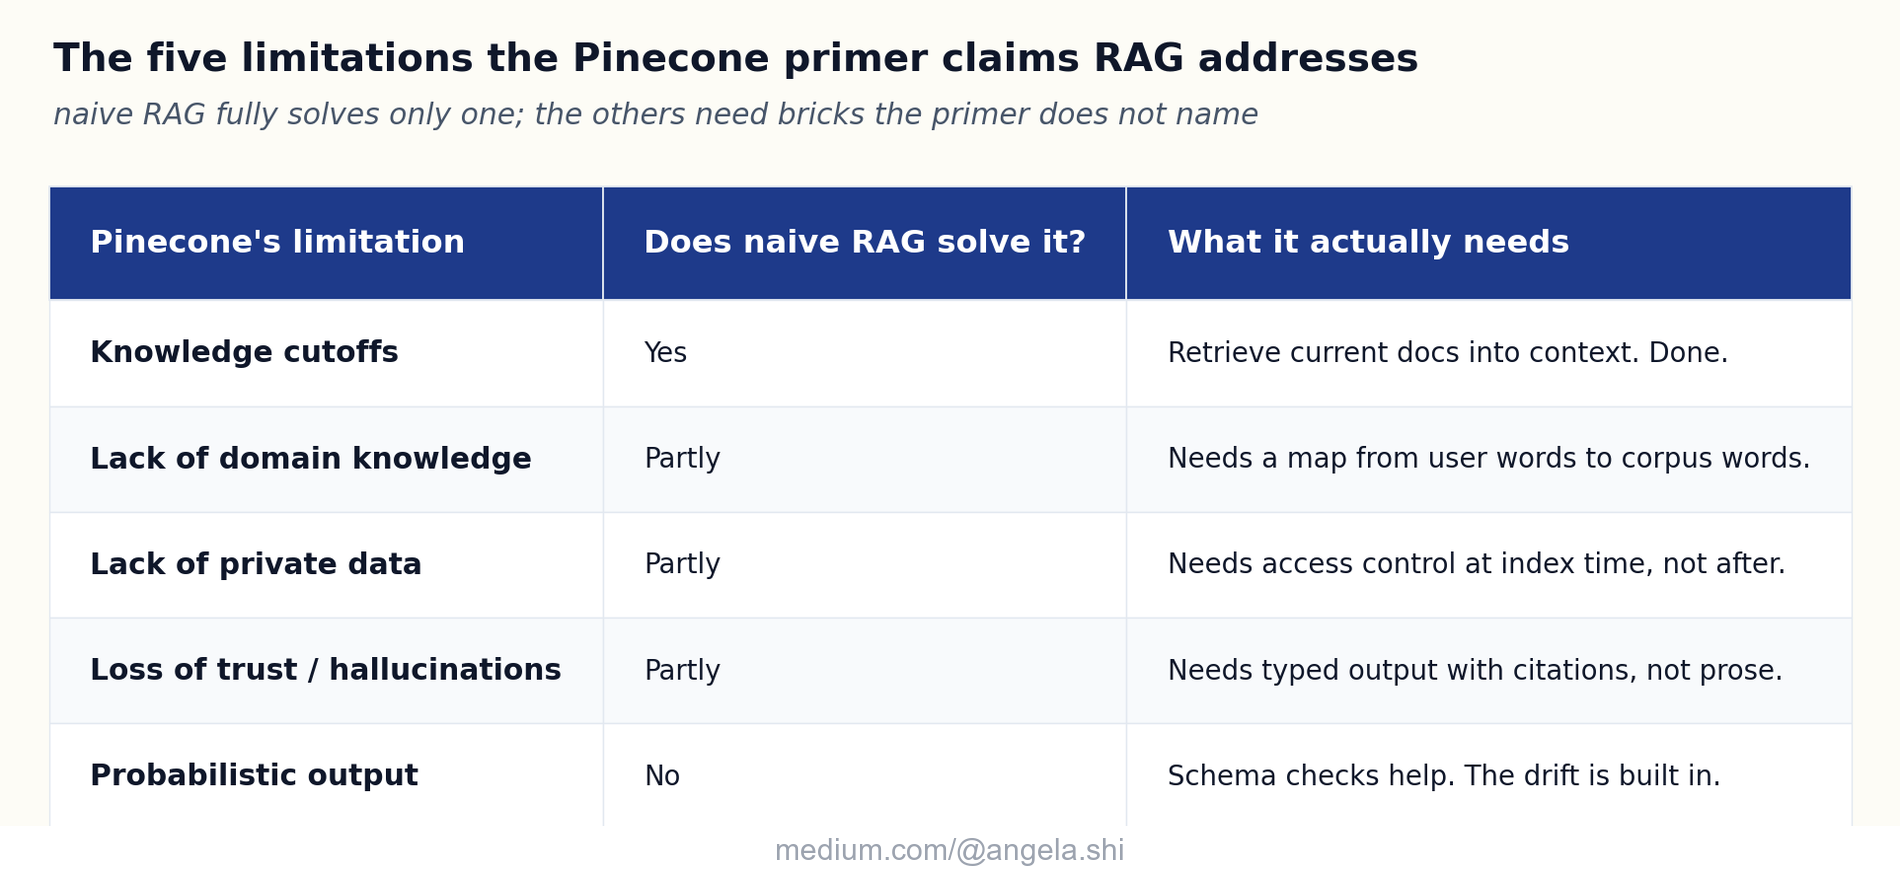 The five limitations the Pinecone primer claims RAG addresses
naive RAG fully solves only one; the others need bricks the primer does not name
Pinecone's limitation | Does naive RAG solve it? | What it actually needs
Knowledge cutoffs | Yes | Retrieve current docs into context. Done.
Lack of domain knowledge | Partly | Needs a map from user words to corpus words.
Lack of private data | Partly | Needs access control at index time, not after.
Loss of trust / hallucinations | Partly | Needs typed output with citations, not prose.
Probabilistic output | No | Schema checks help. The drift is built in.
medium.com/@angela.shi